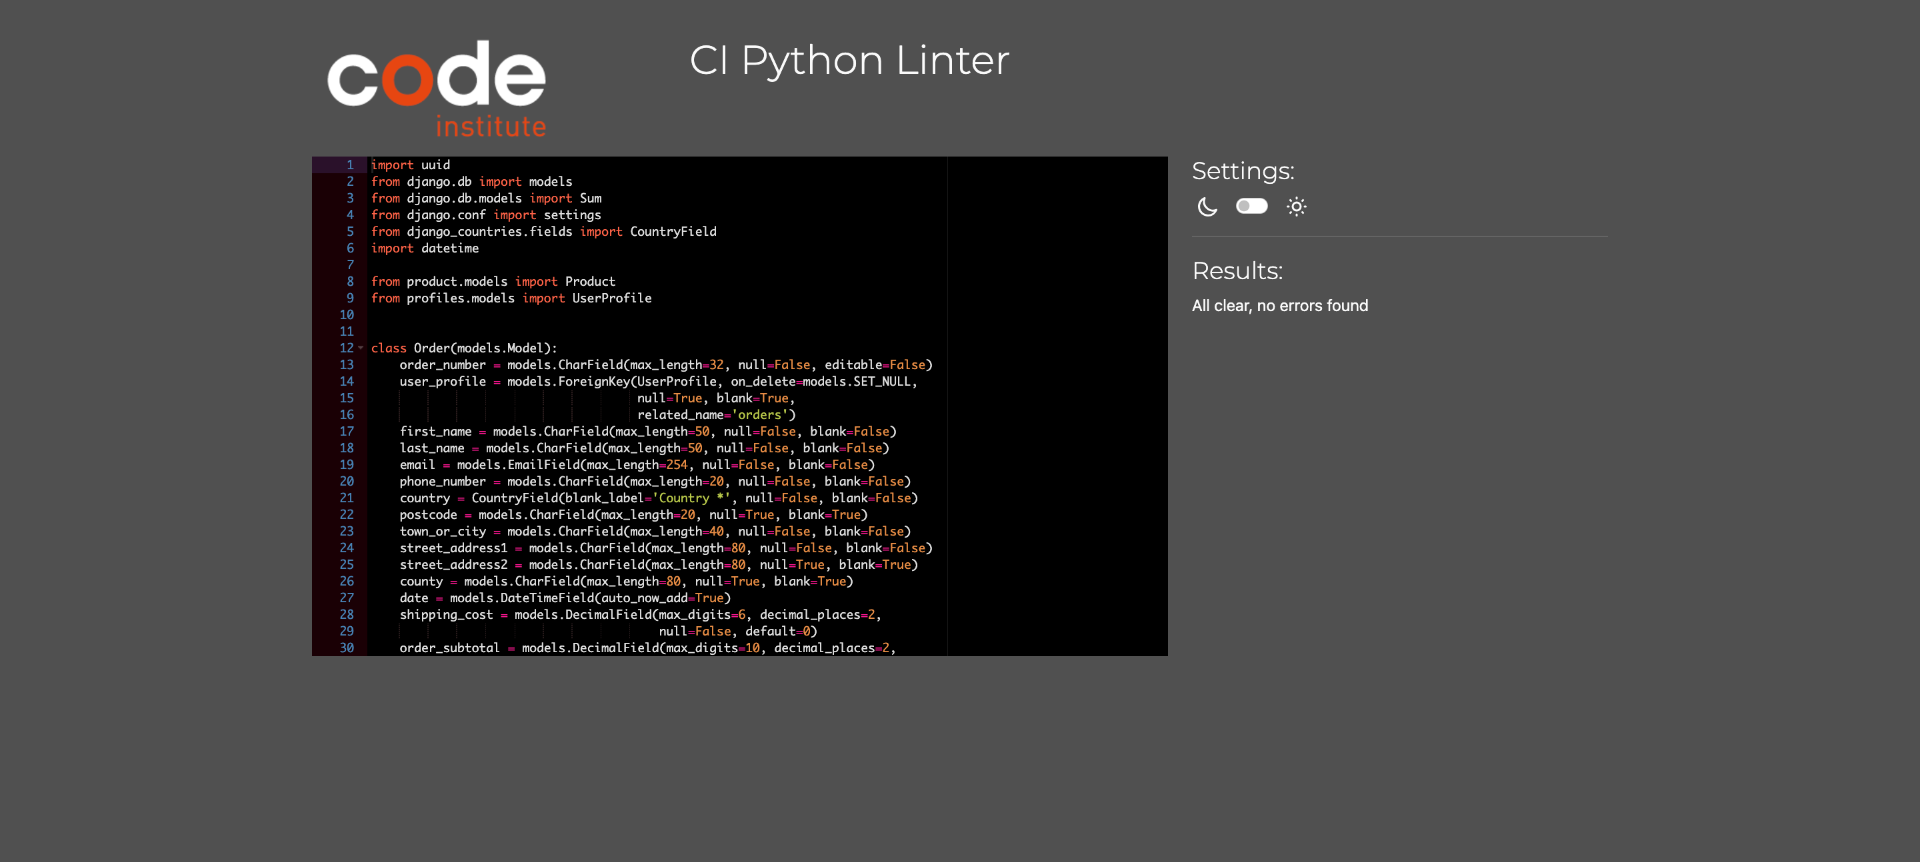 code
institute
CI Python Linter
1 import uuid
2 from django.db import models
3 from django.db.models import Sum
4 from django.conf import settings
5 from django_countries.fields import CountryField
6 import datetime
7
8 from product.models import Product
9 from profiles.models import UserProfile
10
11
12 class Order(models.Model):
13     order_number = models.CharField(max_length=32, null=False, editable=False)
14     user_profile = models.ForeignKey(UserProfile, on_delete=models.SET_NULL,
15                                      null=True, blank=True,
16                                      related_name='orders')
17     first_name = models.CharField(max_length=50, null=False, blank=False)
18     last_name = models.CharField(max_length=50, null=False, blank=False)
19     email = models.EmailField(max_length=254, null=False, blank=False)
20     phone_number = models.CharField(max_length=20, null=False, blank=False)
21     country = CountryField(blank_label='Country *', null=False, blank=False)
22     postcode = models.CharField(max_length=20, null=True, blank=True)
23     town_or_city = models.CharField(max_length=40, null=False, blank=False)
24     street_address1 = models.CharField(max_length=80, null=False, blank=False)
25     street_address2 = models.CharField(max_length=80, null=True, blank=True)
26     county = models.CharField(max_length=80, null=True, blank=True)
27     date = models.DateTimeField(auto_now_add=True)
28     shipping_cost = models.DecimalField(max_digits=6, decimal_places=2,
29                                         null=False, default=0)
30     order_subtotal = models.DecimalField(max_digits=10, decimal_places=2,
Settings:
Results:
All clear, no errors found